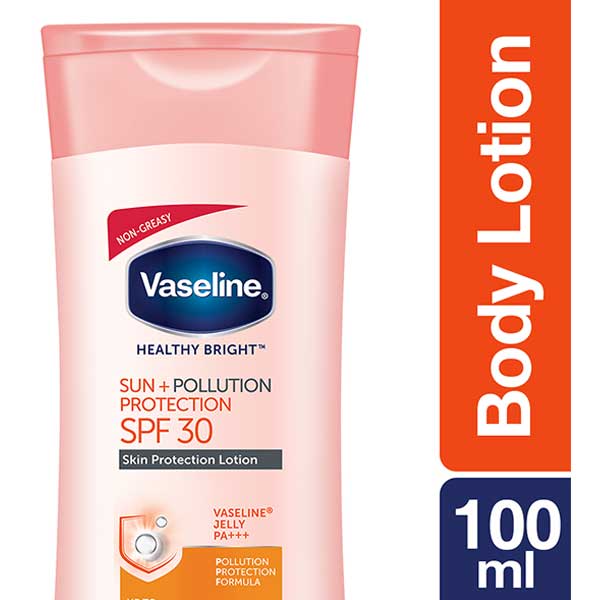 NON-GREASY
Vaseline®
HEALTHY BRIGHT™
SUN + POLLUTION
PROTECTION
SPF 30
Skin Protection Lotion
VASELINE®
JELLY
PA+++
POLLUTION
PROTECTION
FORMULA
Body Lotion
100
ml